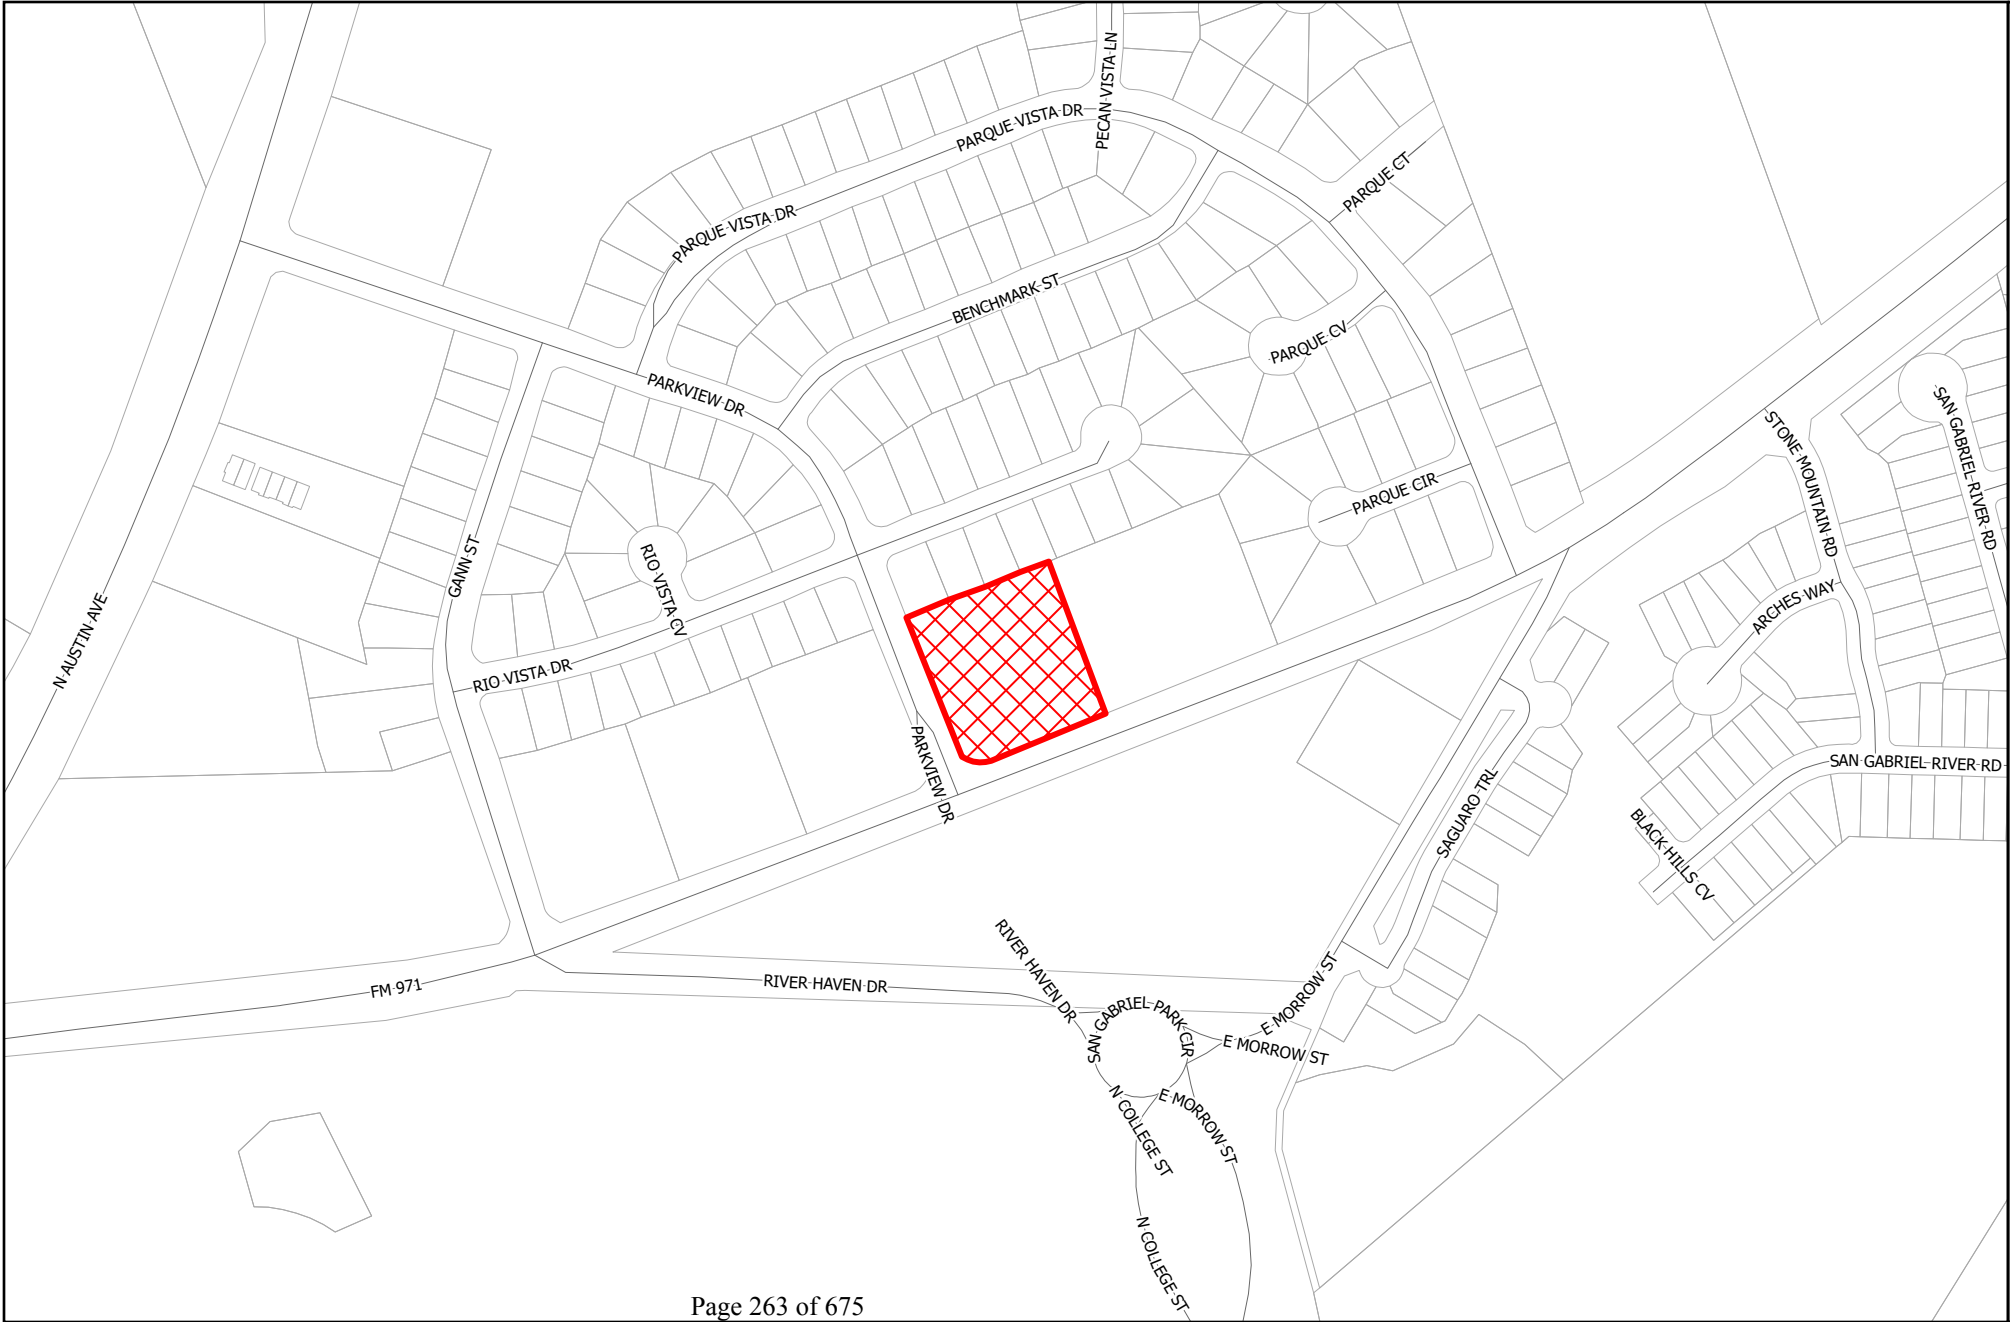 PECAN VISTA LN
PARQUE VISTA DR
PARQUE CT
PARQUE VISTA DR
BENCHMARK ST
PARQUE CV
PARKVIEW DR
SAN GABRIEL RIVER RD
STONE MOUNTAIN RD
PARQUE CIR
GANN ST
RIO VISTA CV
N AUSTIN AVE
ARCHES WAY
RIO VISTA DR
PARKVIEW DR
SAN GABRIEL RIVER RD
SAGUARO TRL
BLACK HILLS CV
RIVER HAVEN DR
FM 971
RIVER HAVEN DR
E MORROW ST
SAN GABRIEL PARK CIR
E MORROW ST
N COLLEGE ST
E MORROW ST
N COLLEGE ST
Page 263 of 675